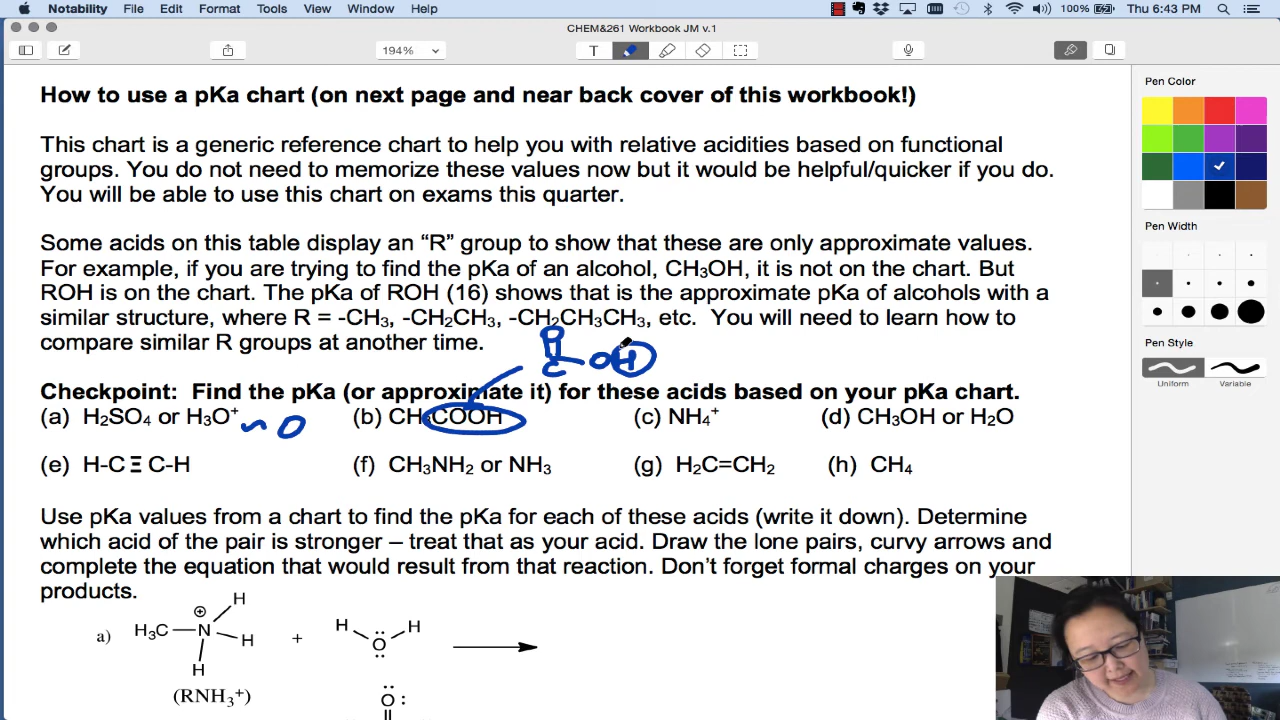 Notability File Edit Format Tools View Window Help 100% Thu 6:43 PM
CHEM&261 Workbook JM v.1
194% T
How to use a pKa chart (on next page and near back cover of this workbook!)
This chart is a generic reference chart to help you with relative acidities based on functional
groups. You do not need to memorize these values now but it would be helpful/quicker if you do.
You will be able to use this chart on exams this quarter.
Some acids on this table display an “R” group to show that these are only approximate values.
For example, if you are trying to find the pKa of an alcohol, CH₃OH, it is not on the chart. But
ROH is on the chart. The pKa of ROH (16) shows that is the approximate pKa of alcohols with a
similar structure, where R = -CH₃, -CH₂CH₃, -CH₂CH₃CH₃, etc. You will need to learn how to
compare similar R groups at another time.
O
C OH
Checkpoint: Find the pKa (or approximate it) for these acids based on your pKa chart.
(a) H₂SO₄ or H₃O⁺ ~ 0 (b) CH₃COOH (c) NH₄⁺ (d) CH₃OH or H₂O
(e) H-C Ξ C-H (f) CH₃NH₂ or NH₃ (g) H₂C=CH₂ (h) CH₄
Use pKa values from a chart to find the pKa for each of these acids (write it down). Determine
which acid of the pair is stronger – treat that as your acid. Draw the lone pairs, curvy arrows and
complete the equation that would result from that reaction. Don’t forget formal charges on your
products.
a) H₃C N H H H + H O H
(RNH₃⁺) O
Pen Color
Pen Width
Pen Style
Uniform Variable